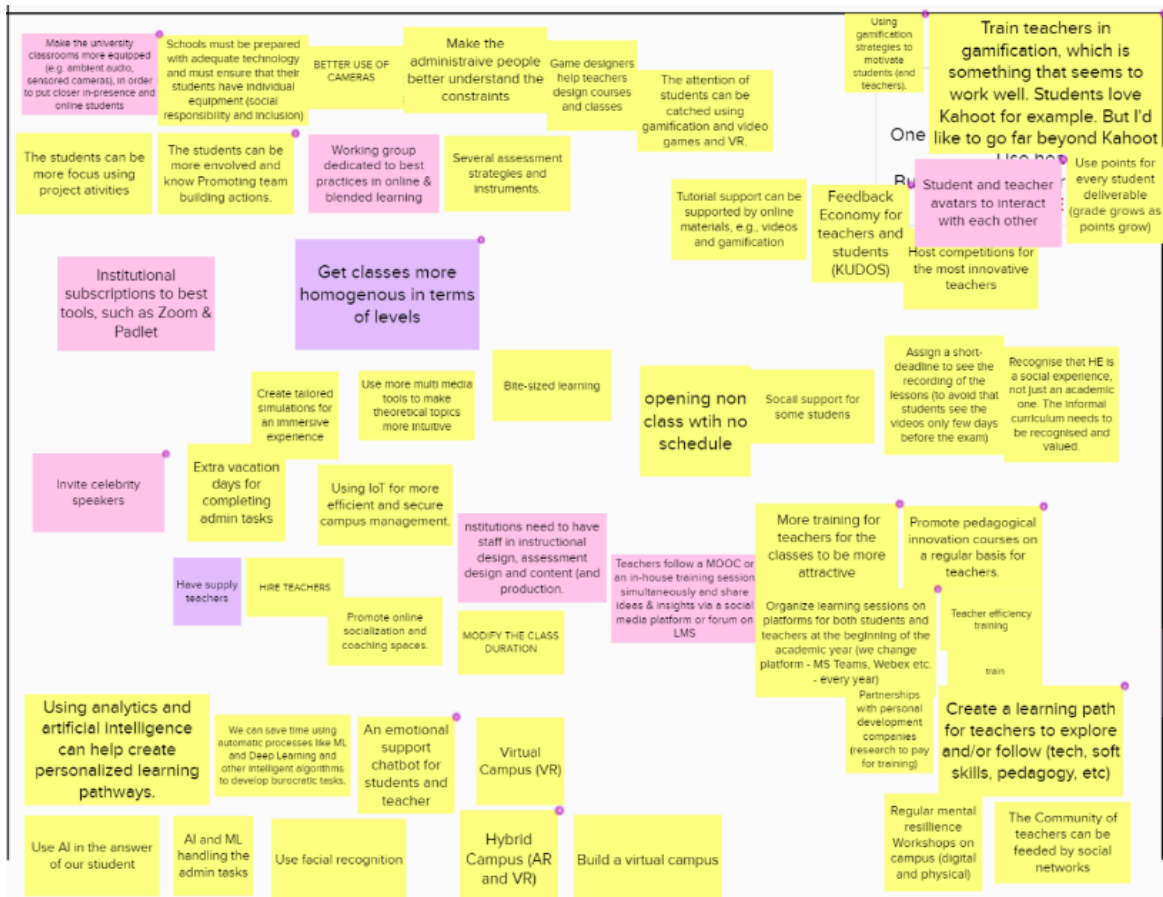 Make the university
classrooms more equipped
(e.g. ambient audio,
sensored cameras), in order
to put closer in-presence and
online students
Schools must be prepared
with adequate technology
and must ensure that their
students have individual
equipment (social
responsibility and inclusion)
BETTER USE OF
CAMERAS
Make the
administraive people
better understand the
constraints
Game designers
help teachers
design courses
and classes
The attention of
students can be
catched using
gamification and video
games and VR.
Using
gamification
strategies to
motivate
students (and
teachers).
Train teachers in
gamification, which is
something that seems to
work well. Students love
Kahoot for example. But I'd
like to go far beyond Kahoot
One
Bu
The students can be
more focus using
project ativities
The students can be
more envolved and
know Promoting team
building actions.
Working group
dedicated to best
practices in online &
blended learning
Several assessment
strategies and
instruments.
Tutorial support can be
supported by online
materials, e.g., videos
and gamification
Feedback
Economy for
teachers and
students
(KUDOS)
Student and teacher
avatars to interact
with each other
Use points for
every student
deliverable
(grade grows as
points grow)
Host competitions for
the most innovative
teachers
Institutional
subscriptions to best
tools, such as Zoom &
Padlet
Get classes more
homogenous in terms
of levels
Create tailored
simulations for
an immersive
experience
Use more multi media
tools to make
theoretical topics
more intuitive
Bite-sized learning
opening non
class wtih no
schedule
Socail support for
some studens
Assign a short-
deadline to see the
recording of the
lessons (to avoid that
students see the
videos only few days
before the exam)
Recognise that HE is
a social experience,
not just an academic
one. The informal
curriculum needs to
be recognised and
valued.
Invite celebrity
speakers
Extra vacation
days for
completing
admin tasks
Using IoT for more
efficient and secure
campus management.
nstitutions need to have
staff in instructional
design, assessment
design and content (and
production.
Teachers follow a MOOC or
an in-house training session
simultaneously and share
ideas & insights via a social
media platform or forum on
LMS
More training for
teachers for the
classes to be more
attractive
Promote pedagogical
innovation courses on
a regular basis for
teachers.
Have supply
teachers
HIRE TEACHERS
Promote online
socialization and
coaching spaces.
MODIFY THE CLASS
DURATION
Organize learning sessions on
platforms for both students and
teachers at the beginning of the
academic year (we change
platform - MS Teams, Webex etc.
- every year)
Teacher efficiency
training
train
Partnerships
with personal
development
companies
(research to pay
for training)
Create a learning path
for teachers to explore
and/or follow (tech, soft
skills, pedagogy, etc)
Using analytics and
artificial intelligence
can help create
personalized learning
pathways.
We can save time using
automatic processes like ML
and Deep Learning and
other intelligent algorithms
to develop burocratic tasks.
An emotional
support
chatbot for
students and
teacher
Virtual
Campus (VR)
Use AI in the answer
of our stiudent
AI and ML
handling the
admin tasks
Use facial recognition
Hybrid
Campus (AR
and VR)
Build a virtual campus
Regular mental
resillience
Workshops on
campus (digital
and physical)
The Community of
teachers can be
feeded by social
networks